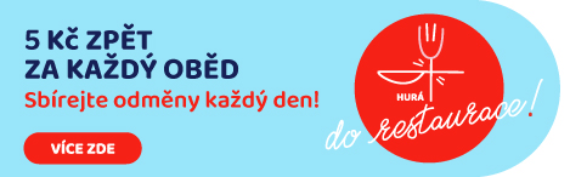 5 Kč ZPĚT
ZA KAŽDÝ OBĚD
Sbírejte odměny každý den!
VÍCE ZDE
HURÁ
do restaurace!